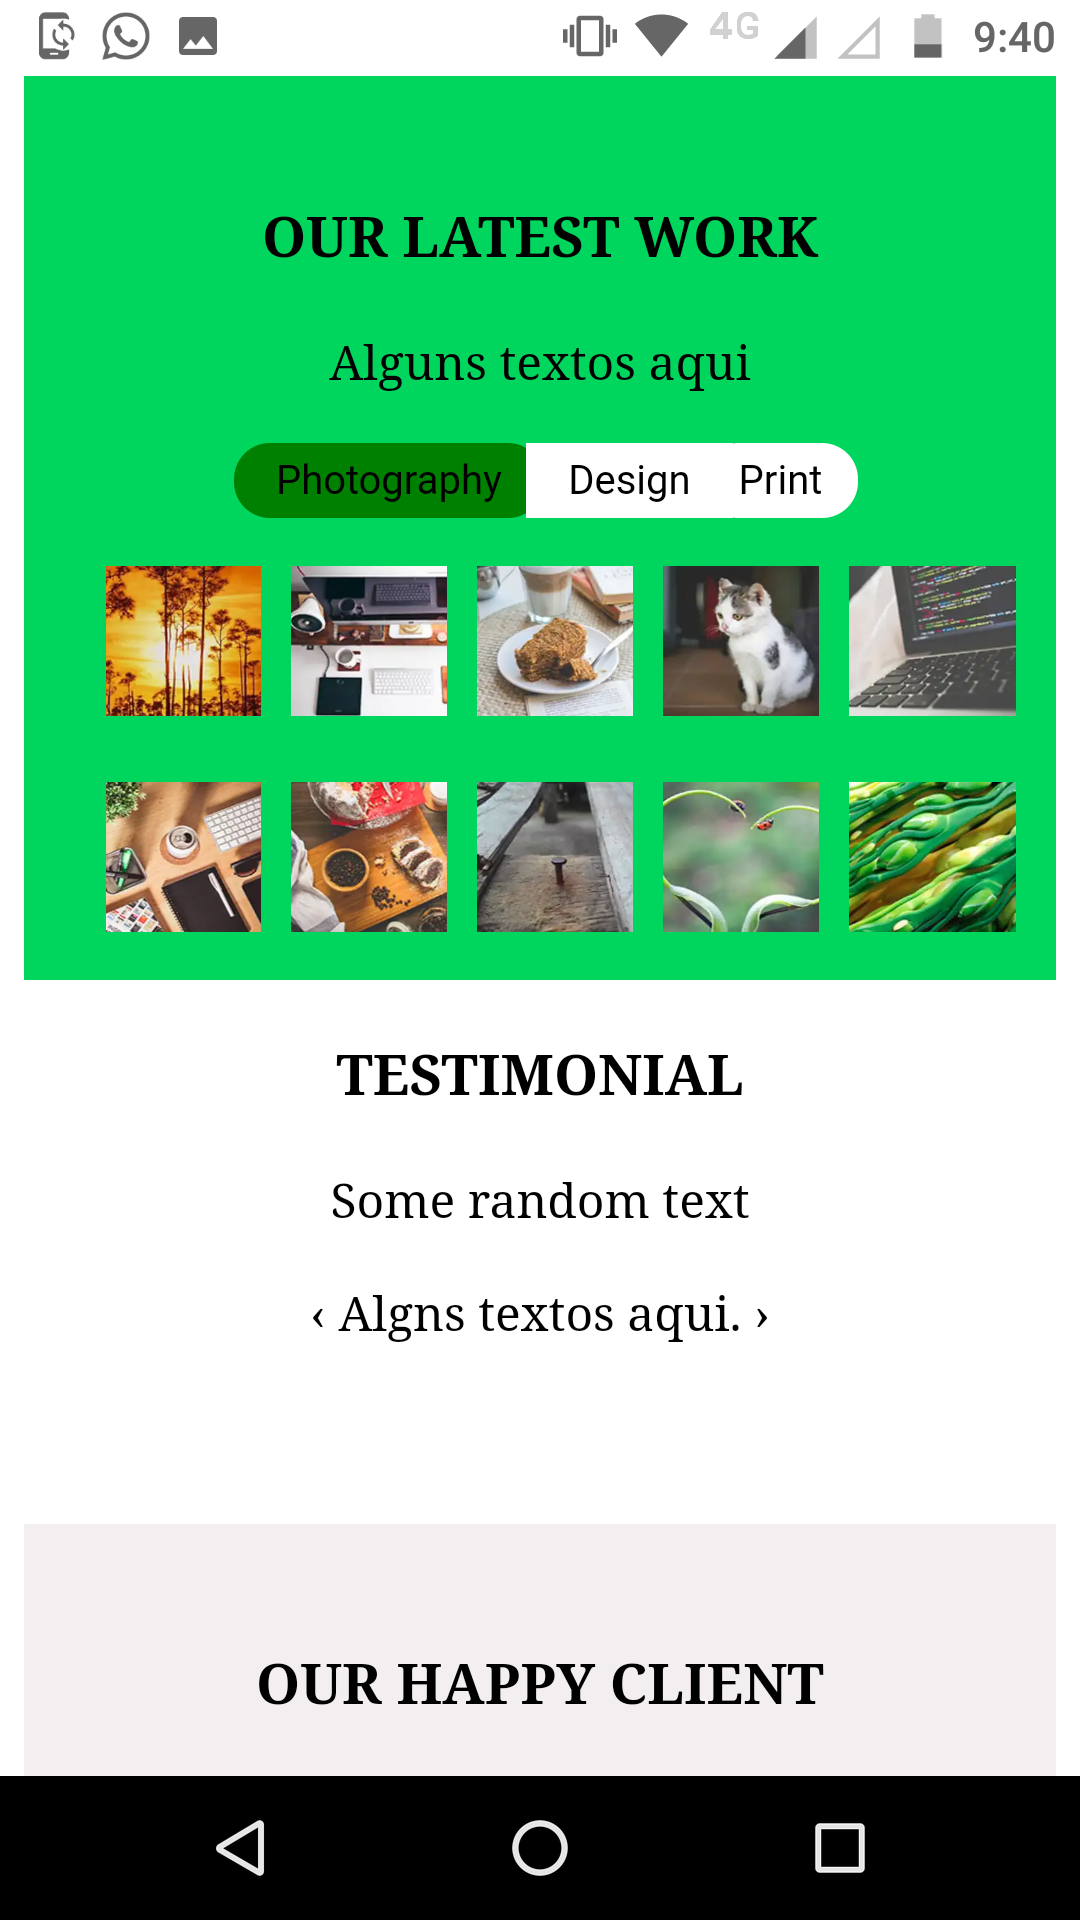 4G 9:40
OUR LATEST WORK
Alguns textos aqui
Photography Design Print
TESTIMONIAL
Some random text
‹ Algns textos aqui. ›
OUR HAPPY CLIENT